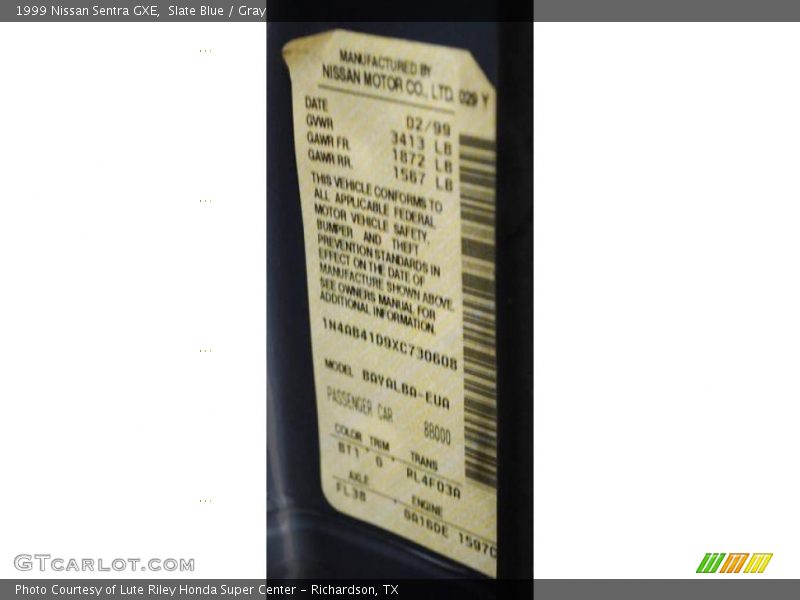 1999 Nissan Sentra GXE,  Slate Blue / Gray
MANUFACTURED BY
NISSAN MOTOR CO., LTD. 029 Y
DATE 02/99
GVWR 3413 LB
GAWR FR. 1872 LB
GAWR RR. 1567 LB
THIS VEHICLE CONFORMS TO
ALL APPLICABLE FEDERAL
MOTOR VEHICLE SAFETY,
BUMPER AND THEFT
PREVENTION STANDARDS IN
EFFECT ON THE DATE OF
MANUFACTURE SHOWN ABOVE.
SEE OWNERS MANUAL FOR
ADDITIONAL INFORMATION.
1N4AB41D9XC730608
MODEL BAYALBA-EUA
PASSENGER CAR 88000
COLOR TRIM TRANS
BT1 G RL4F03A
AXLE ENGINE
FL38 GA16DE 1597C
GTCARLOT.COM
Photo Courtesy of Lute Riley Honda Super Center – Richardson, TX